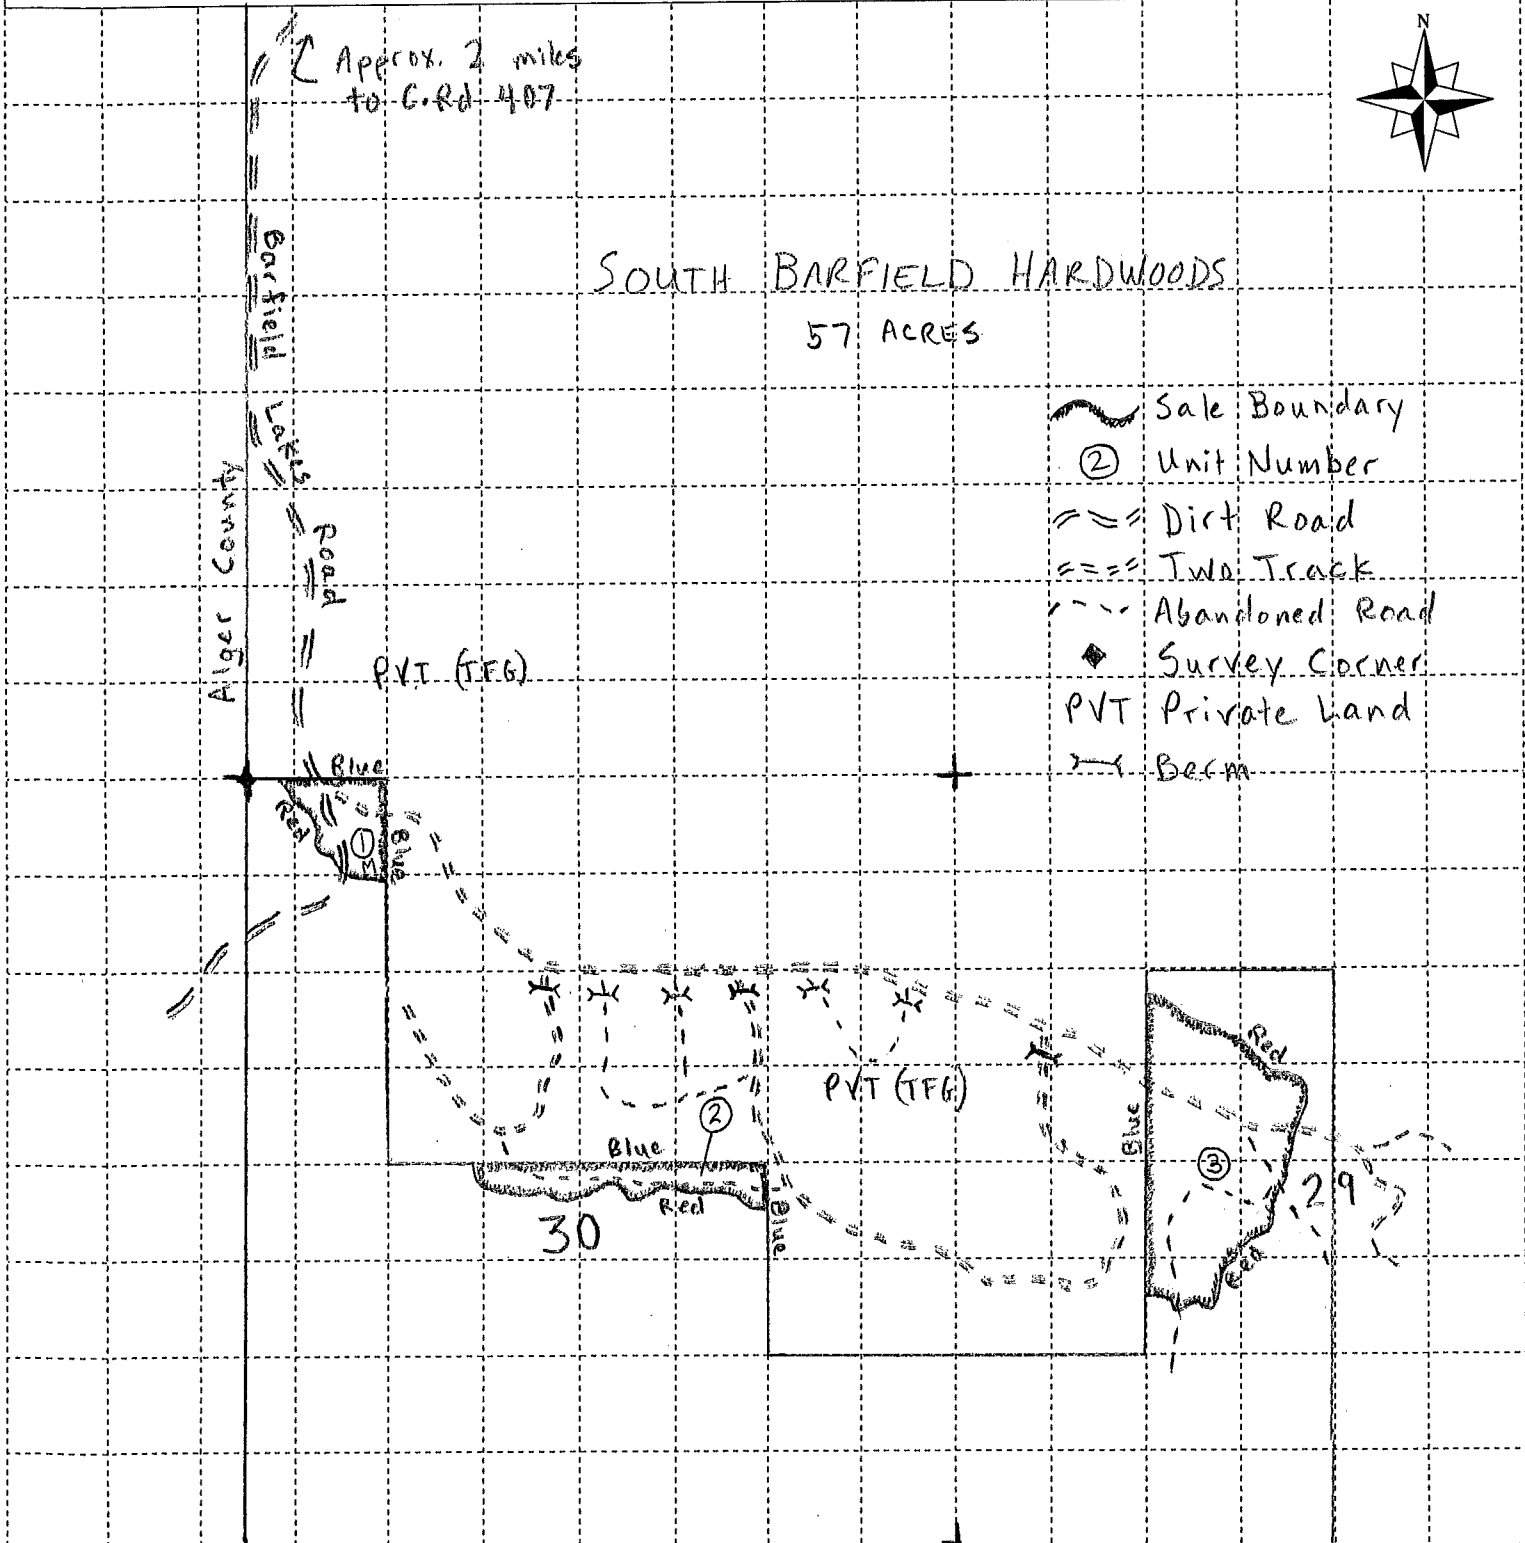 N
Approx. 2 miles
to C.Rd 407
Barfield Lakes Road
SOUTH BARFIELD HARDWOODS
57 ACRES
Sale Boundary
2 Unit Number
Dirt Road
Two Track
Abandoned Road
Survey Corner
PVT Private Land
Berm
Alger County
PVT (TFG)
Blue
Red
1
M
Blue
PVT (TFG)
2
Blue
Red
30
Blue
Blue
Red
3
29
Red